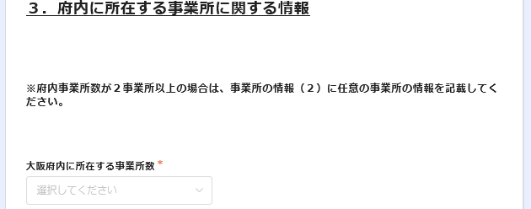 ３．府内に所在する事業所に関する情報
※府内事業所数が２事業所以上の場合は、事業所の情報（２）に任意の事業所の情報を記載してく
ださい。
大阪府内に所在する事業所数 *
選択してください